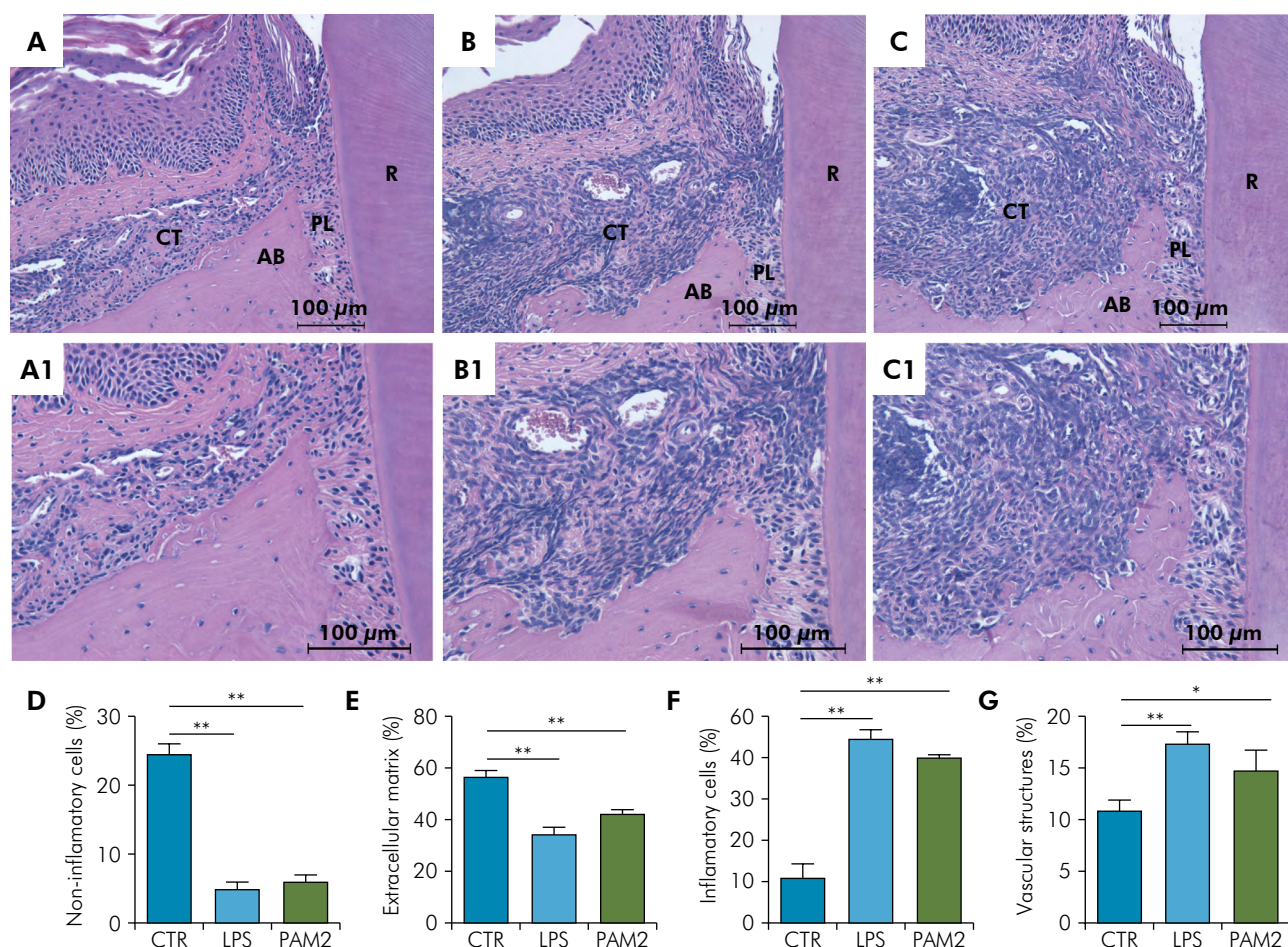 A
CT
AB
PL
R
100 µm
B
CT
AB
PL
R
100 µm
C
CT
AB
PL
R
100 µm
A1
100 µm
B1
100 µm
C1
100 µm
D
Non-inflamatory cells (%)
30
20
10
0
**
**
CTR LPS PAM2
E
Extracellular matrix (%)
80
60
40
20
0
**
**
CTR LPS PAM2
F
Inflamatory cells (%)
60
40
30
20
10
0
**
**
CTR LPS PAM2
G
Vascular structures (%)
20
15
10
5
0
*
**
CTR LPS PAM2